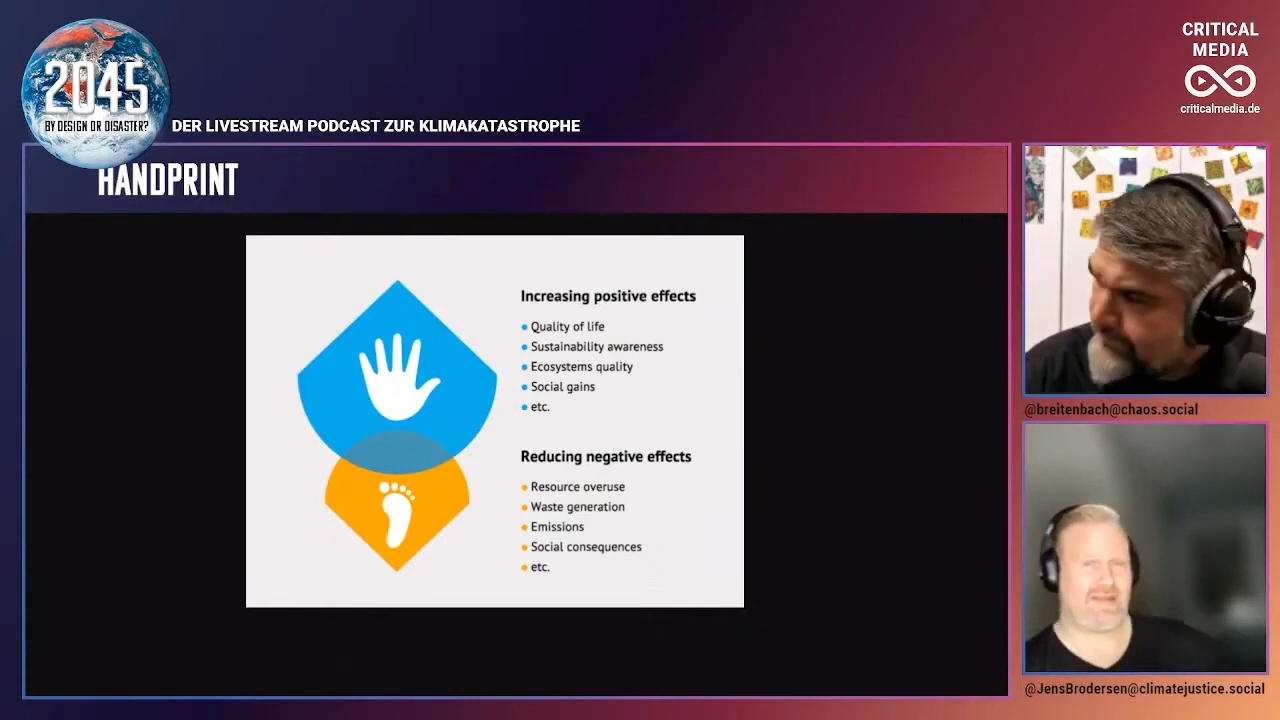 2045
BY DESIGN OR DISASTER?
DER LIVESTREAM PODCAST ZUR KLIMAKATASTROPHE
CRITICAL
MEDIA
criticalmedia.de
HANDPRINT
Increasing positive effects
• Quality of life
• Sustainability awareness
• Ecosystems quality
• Social gains
• etc.
Reducing negative effects
• Resource overuse
• Waste generation
• Emissions
• Social consequences
• etc.
@breitenbach@chaos.social
@JensBrodersen@climatejustice.social